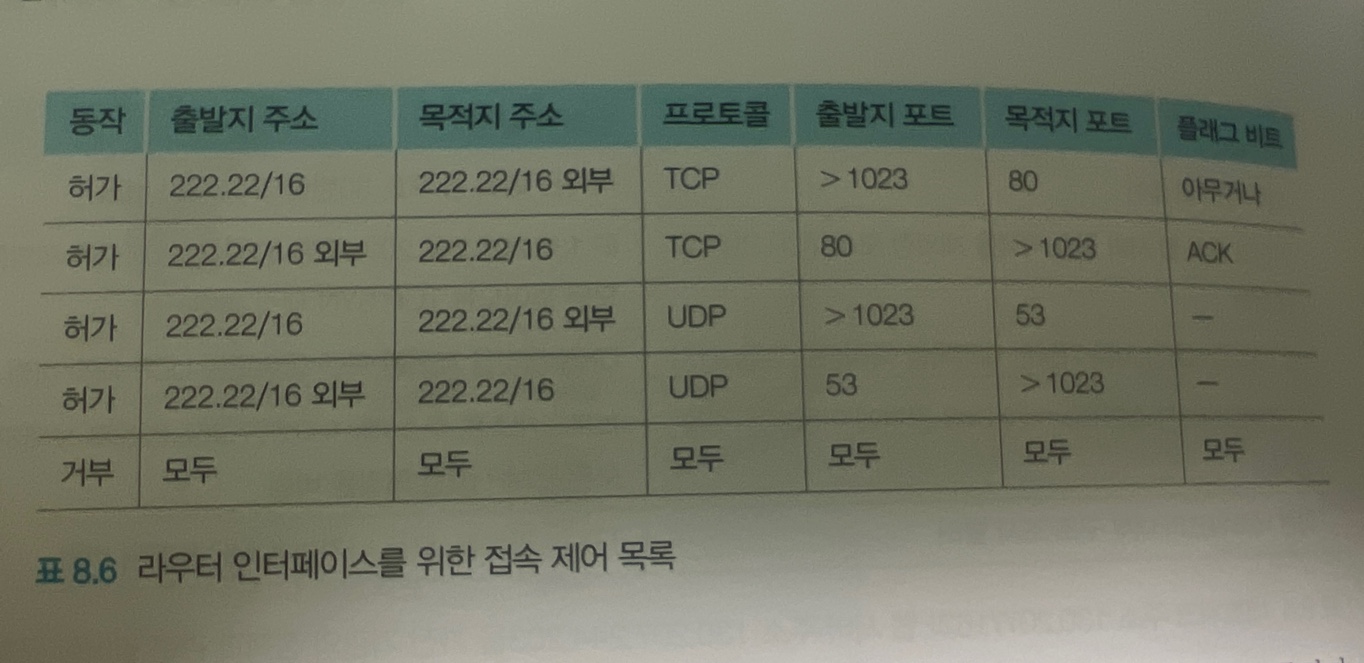 동작 출발지 주소 목적지 주소 프로토콜 출발지 포트 목적지 포트 플래그 비트
허가 222.22/16 222.22/16 외부 TCP >1023 80 아무거나
허가 222.22/16 외부 222.22/16 TCP 80 >1023 ACK
허가 222.22/16 222.22/16 외부 UDP >1023 53 —
허가 222.22/16 외부 222.22/16 UDP 53 >1023 —
거부 모두 모두 모두 모두 모두 모두
표 8.6 라우터 인터페이스를 위한 접속 제어 목록